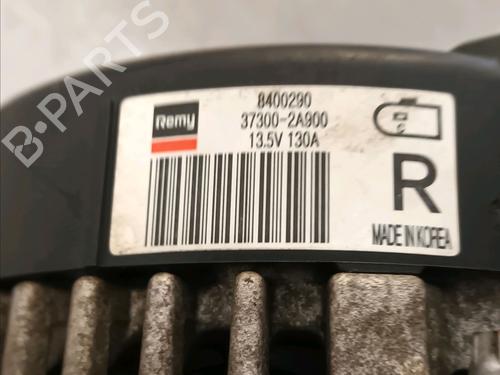 Remy
8400290
37300-2A900
13.5V 130A
C
R
MADE IN KOREA
B-Parts